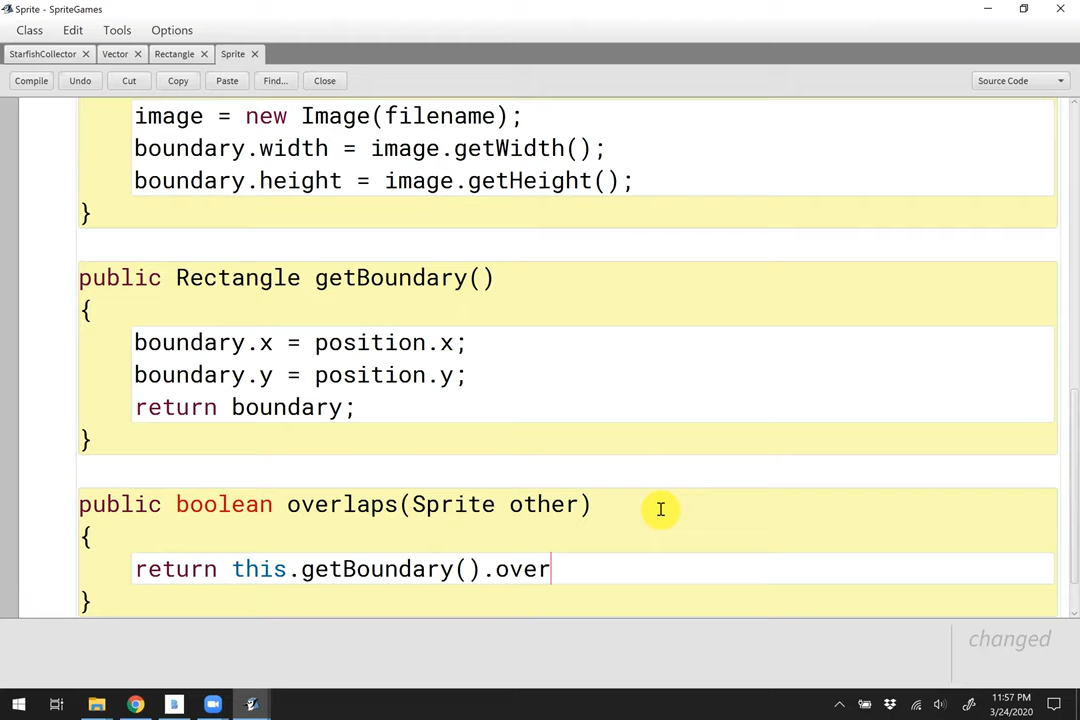 Sprite - SpriteGames
Class Edit Tools Options
StarfishCollector Vector Rectangle Sprite
Compile Undo Cut Copy Paste Find... Close Source Code
image = new Image(filename);
boundary.width = image.getWidth();
boundary.height = image.getHeight();
}
public Rectangle getBoundary()
{
boundary.x = position.x;
boundary.y = position.y;
return boundary;
}
public boolean overlaps(Sprite other)
{
return this.getBoundary().over
}
changed
11:57 PM
3/24/2020